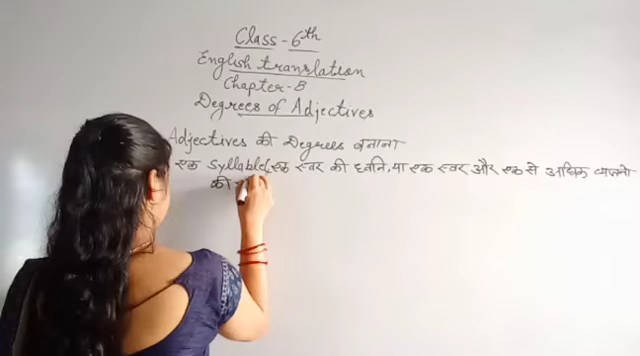 Class - 6th
English translation
Chapter-8
Degrees of Adjectives
Adjectives की Degrees बनाना
एक Syllable, एक स्वर की ध्वनि, या एक स्वर और एक से अधिक व्यंजनो
की